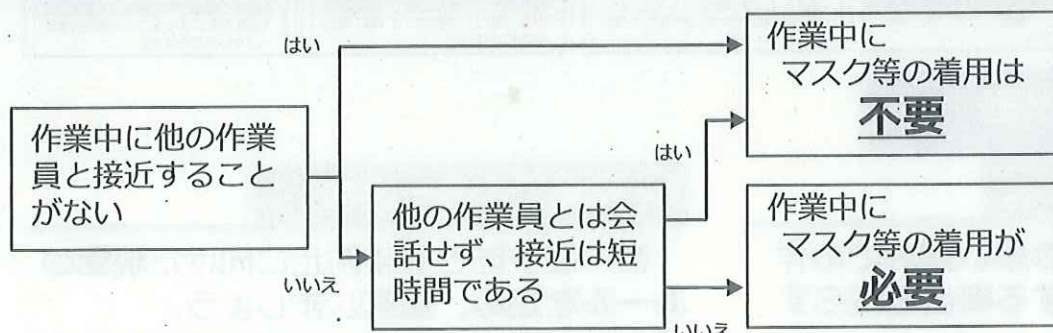 はい
作業中に
マスク等の着用は
不要
作業中に他の作業
員と接近すること
がない
はい
他の作業員とは会
話せず、接近は短
時間である
いいえ
作業中に
マスク等の着用が
必要
いいえ